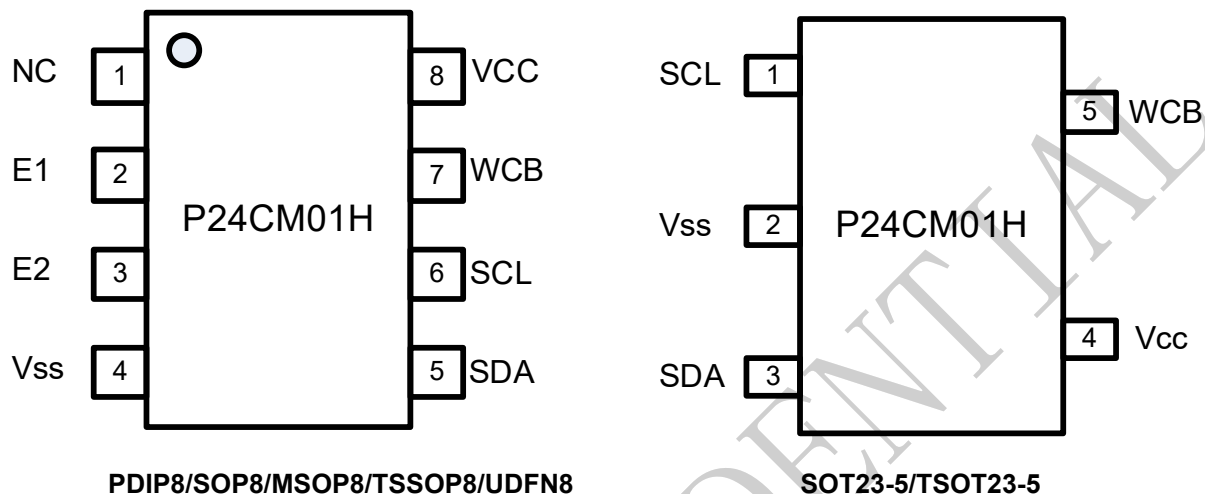 NC 1 8 VCC
E1 2 7 WCB
P24CM01H
E2 3 6 SCL
Vss 4 5 SDA
PDIP8/SOP8/MSOP8/TSSOP8/UDFN8
SCL 1
5 WCB
Vss 2 P24CM01H
4 Vcc
SDA 3
SOT23-5/TSOT23-5